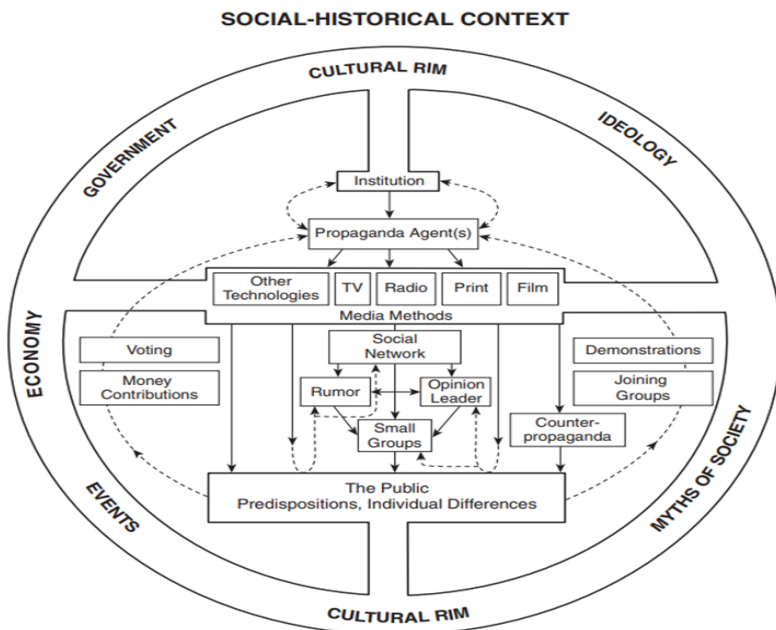 SOCIAL-HISTORICAL CONTEXT
CULTURAL RIM
GOVERNMENT
IDEOLOGY
Institution
Propaganda Agent(s)
Other
Technologies
TV
Radio
Print
Film
Media Methods
ECONOMY
Voting
Money
Contributions
Social
Network
Rumor
Opinion
Leader
Small
Groups
Demonstrations
Joining
Groups
Counter-
propaganda
The Public
Predispositions, Individual Differences
EVENTS
MYTHS OF SOCIETY
CULTURAL RIM